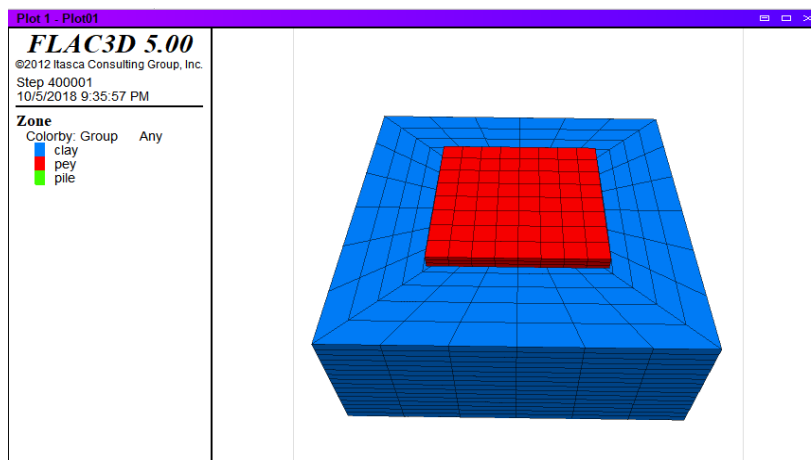 Plot 1 - Plot01
FLAC3D 5.00
©2012 Itasca Consulting Group, Inc.
Step 400001
10/5/2018 9:35:57 PM
Zone
Colorby: Group Any
clay
pey
pile